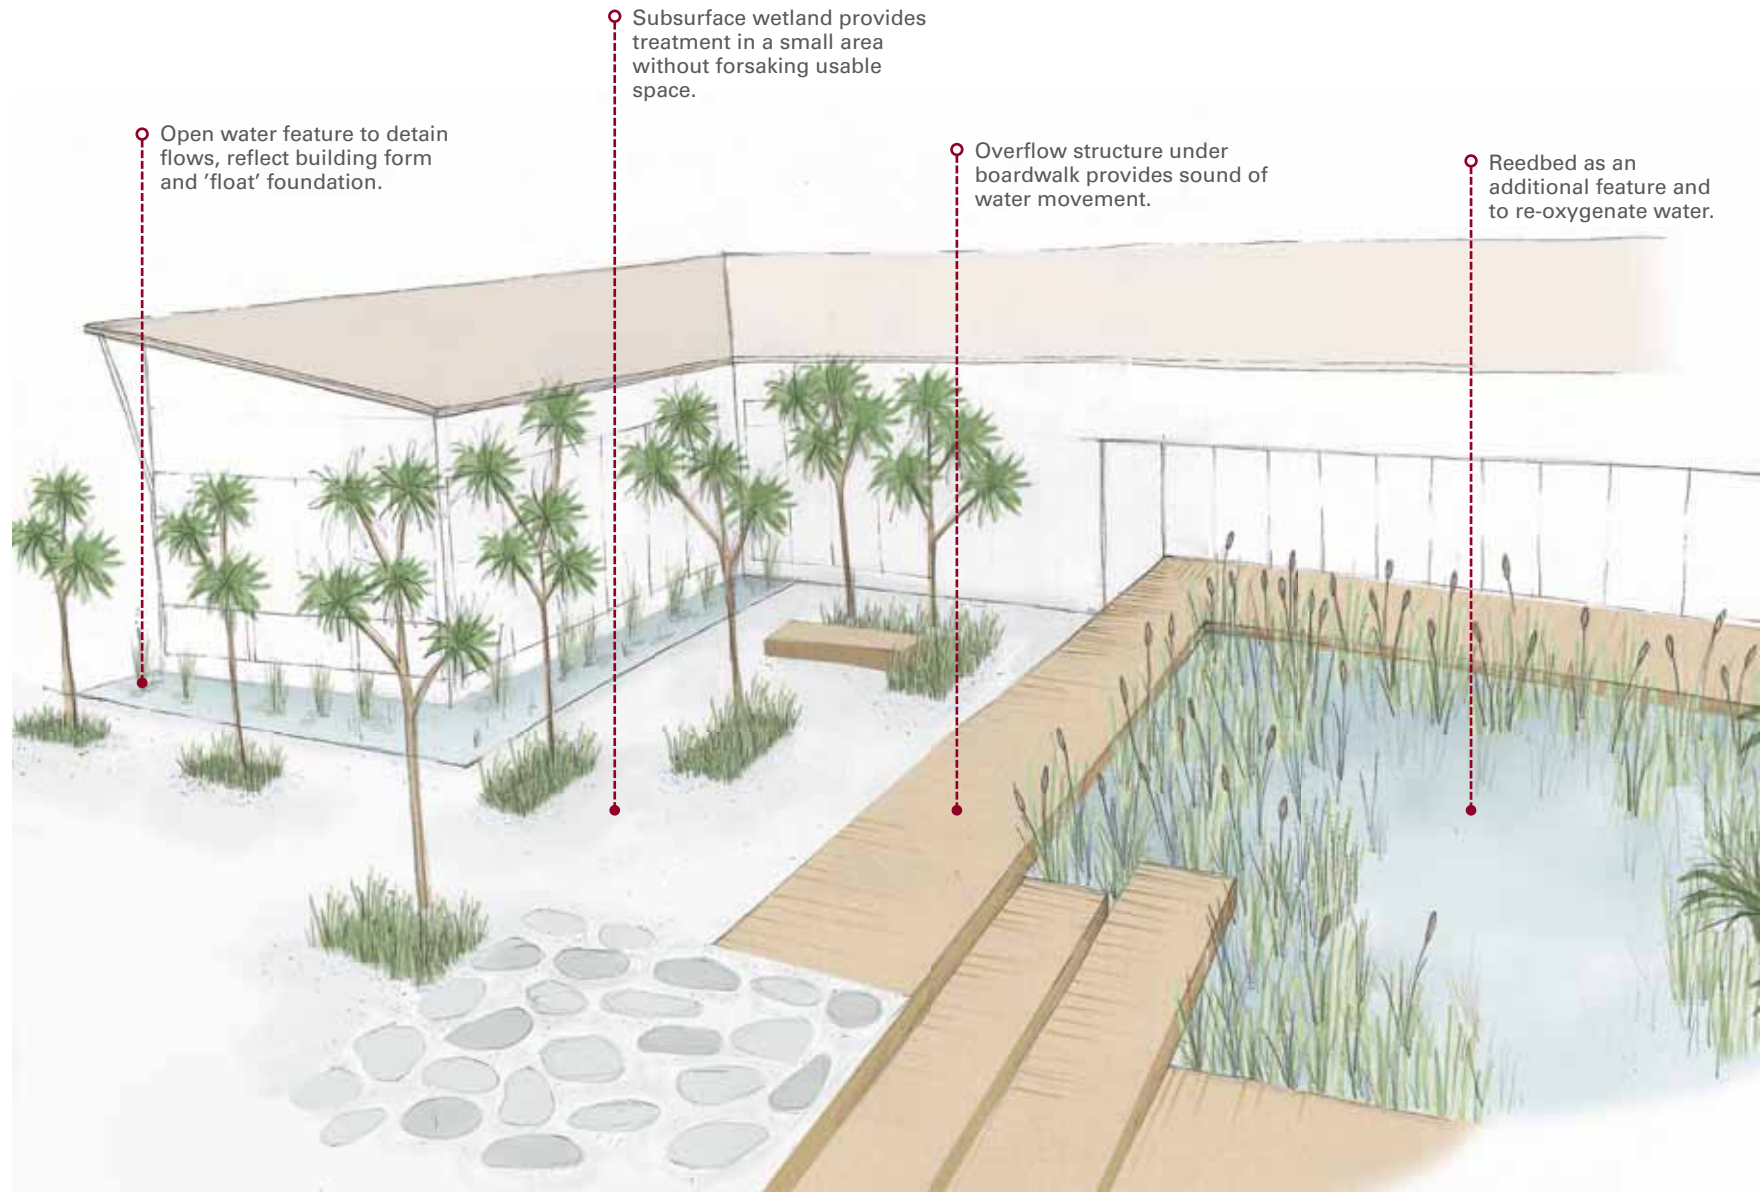 Subsurface wetland provides
treatment in a small area
without forsaking usable
space.
Open water feature to detain
flows, reflect building form
and ’float’ foundation.
Overflow structure under
boardwalk provides sound of
water movement.
Reedbed as an
additional feature and
to re-oxygenate water.